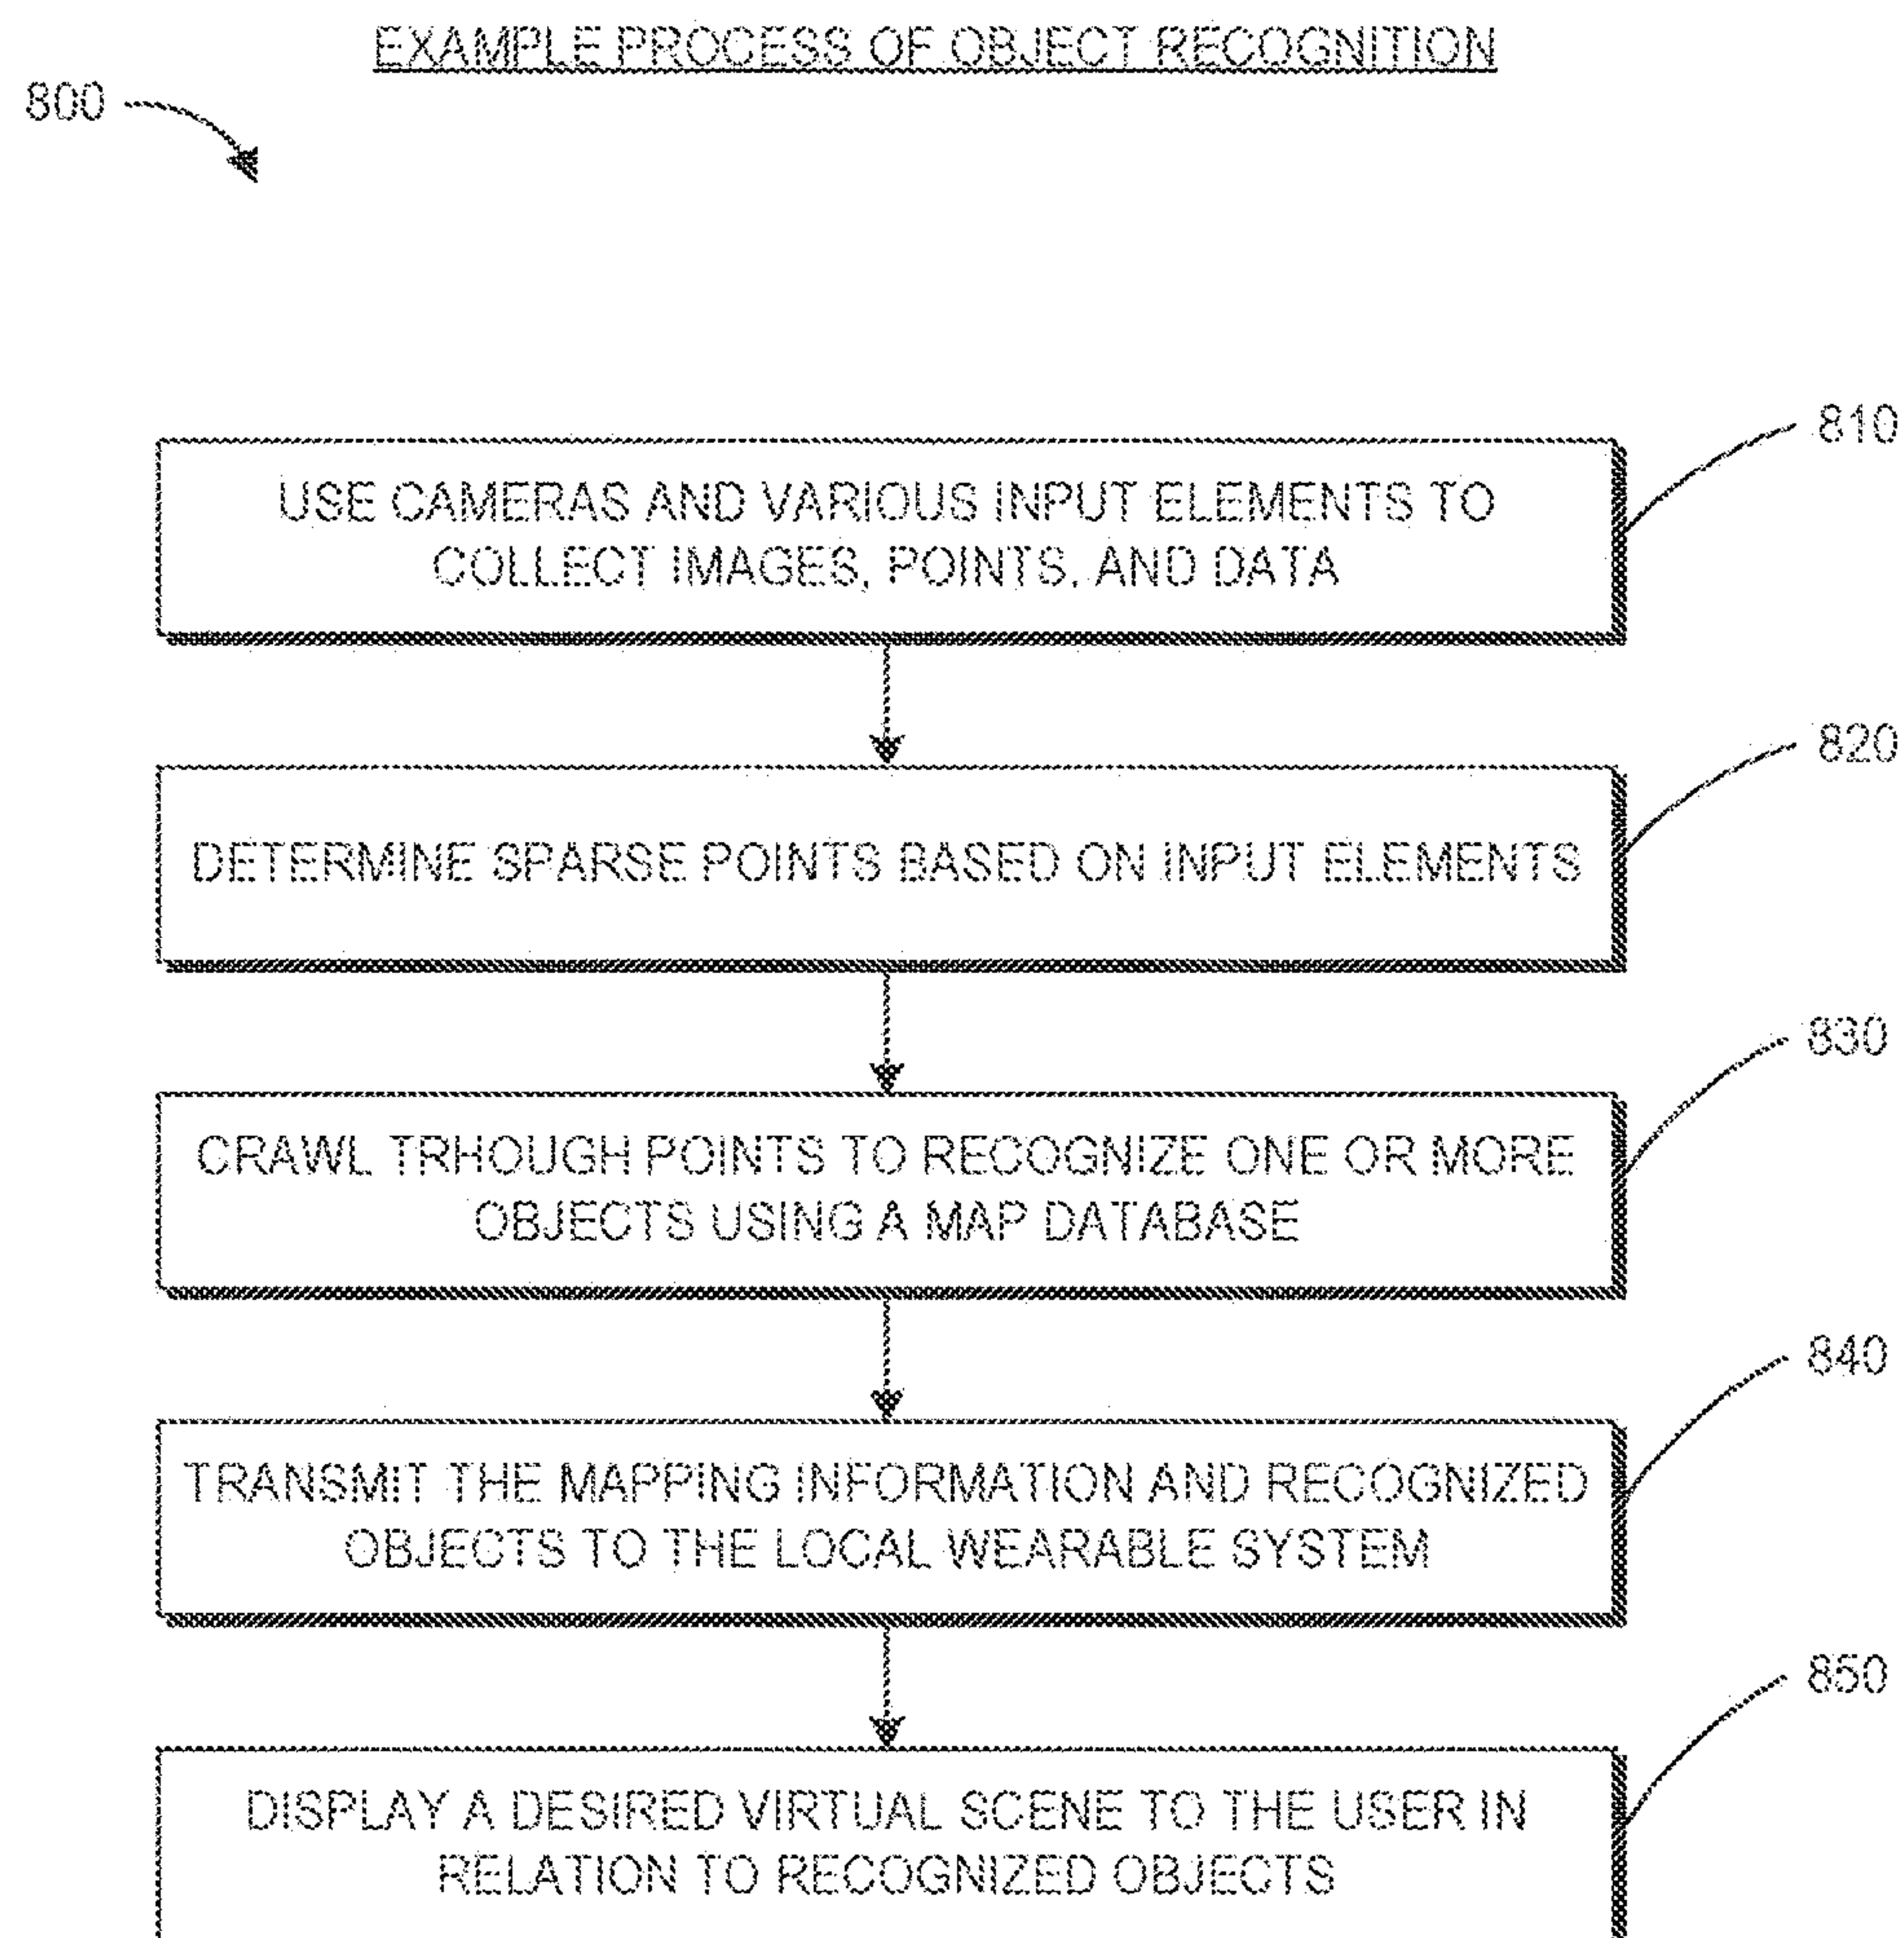 EXAMPLE PROCESS OF OBJECT RECOGNITION
800
810
USE CAMERAS AND VARIOUS INPUT ELEMENTS TO
COLLECT IMAGES, POINTS, AND DATA
820
DETERMINE SPARSE POINTS BASED ON INPUT ELEMENTS
830
CRAWL TRHOUGH POINTS TO RECOGNIZE ONE OR MORE
OBJECTS USING A MAP DATABASE
840
TRANSMIT THE MAPPING INFORMATION AND RECOGNIZED
OBJECTS TO THE LOCAL WEARABLE SYSTEM
850
DISPLAY A DESIRED VIRTUAL SCENE TO THE USER IN
RELATION TO RECOGNIZED OBJECTS